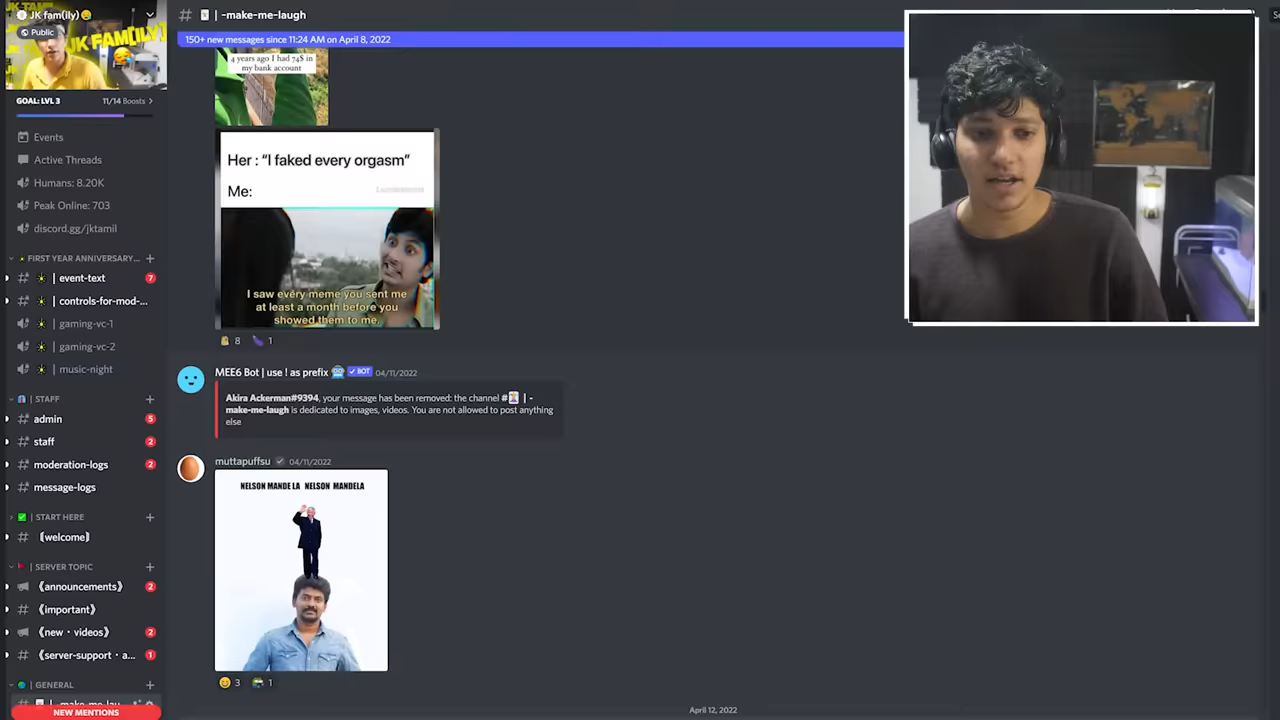 JK fam(ily)
Public
JK FAM(ILY)
GOAL: LVL 3
11/14 Boosts
Events
Active Threads
Humans: 8.20K
Peak Online: 703
discord.gg/jktamil
FIRST YEAR ANNIVERSARY...
| event-text
7
| controls-for-mod-...
| gaming-vc-1
| gaming-vc-2
| music-night
| STAFF
admin
5
staff
2
moderation-logs
2
message-logs
| START HERE
【welcome】
| SERVER TOPIC
《announcements》
2
《important》
《new・videos》
2
《server-support・a...
1
| GENERAL
NEW MENTIONS
| -make-me-laugh
150+ new messages since 11:24 AM on April 8, 2022
4 years ago I had 74$ in
my bank account
Her : “I faked every orgasm”
Me:
I saw every meme you sent me
at least a month before you
showed them to me.
8
1
MEE6 Bot | use ! as prefix
✓ BOT
04/11/2022
Akira Ackerman#9394, your message has been removed: the channel # | -
make-me-laugh is dedicated to images, videos. You are not allowed to post anything
else
muttapuffsu
04/11/2022
NELSON MANDE LA NELSON MANDELA
3
1
April 12, 2022